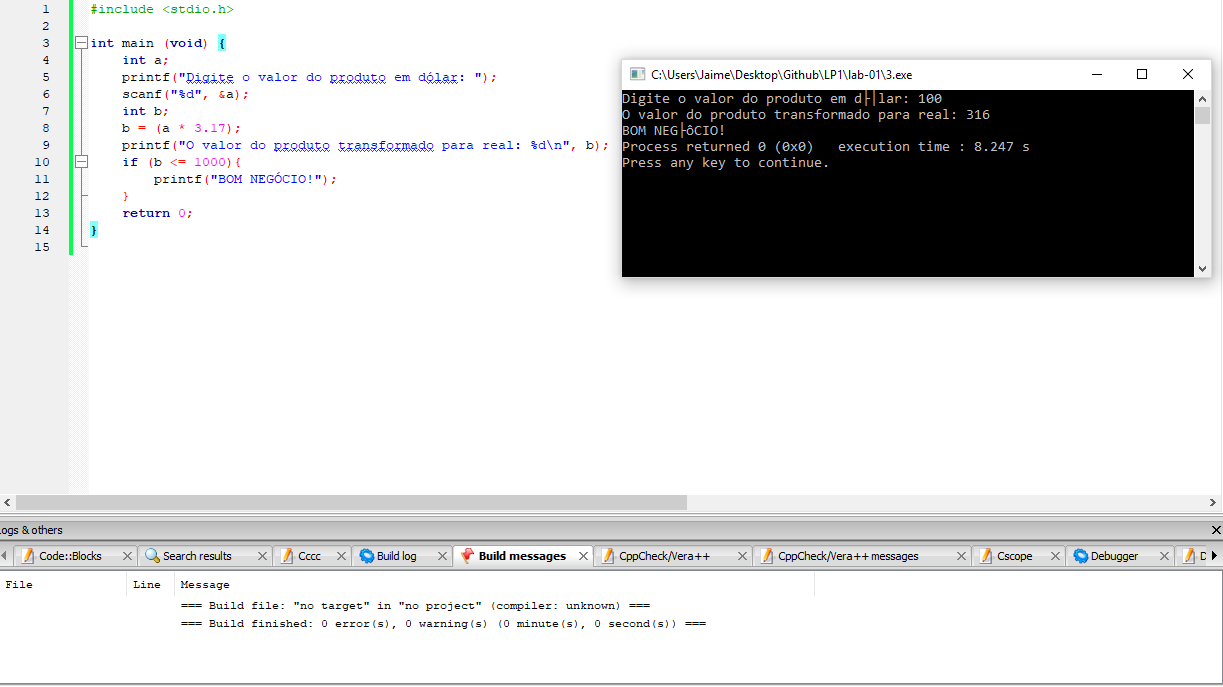 1 #include <stdio.h>
2
3 int main (void) {
4 int a;
5 printf("Digite o valor do produto em dólar: ");
6 scanf("%d", &a);
7 int b;
8 b = (a * 3.17);
9 printf("O valor do produto transformado para real: %d\n", b);
10 if (b <= 1000){
11 printf("BOM NEGÓCIO!");
12 }
13 return 0;
14 }
15
C:\Users\Jaime\Desktop\Github\LP1\lab-01\3.exe
Digite o valor do produto em d├│lar: 100
O valor do produto transformado para real: 316
BOM NEG├ôCIO!
Process returned 0 (0x0)   execution time : 8.247 s
Press any key to continue.
Logs & others
Code::Blocks
Search results
Cccc
Build log
Build messages
CppCheck/Vera++
CppCheck/Vera++ messages
Cscope
Debugger
D
File Line Message
=== Build file: "no target" in "no project" (compiler: unknown) ===
=== Build finished: 0 error(s), 0 warning(s) (0 minute(s), 0 second(s)) ===